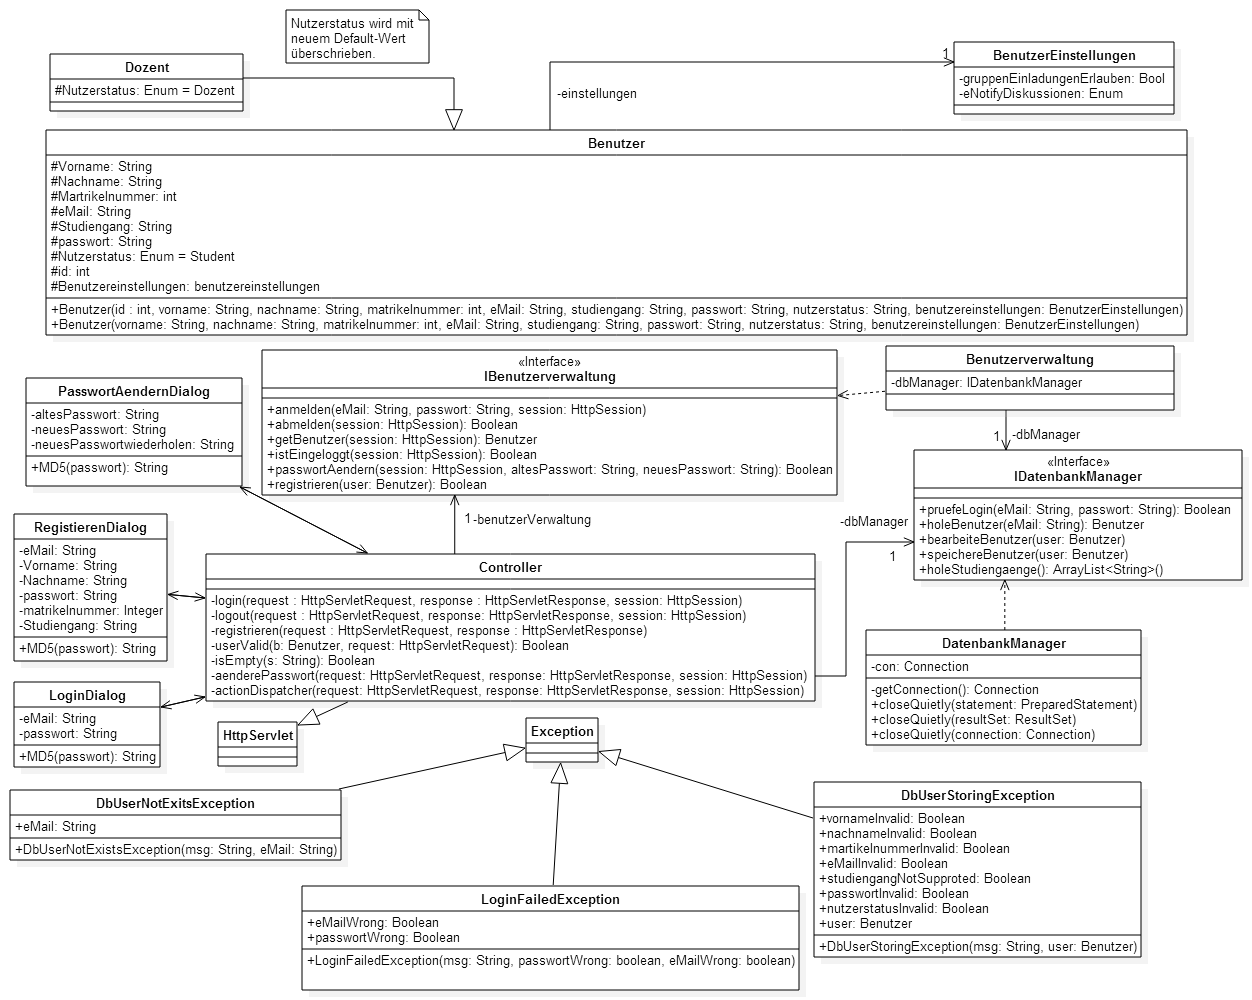 Nutzerstatus wird mit
neuem Default-Wert
überschrieben.
Dozent
#Nutzerstatus: Enum = Dozent
BenutzerEinstellungen
-gruppenEinladungenErlauben: Bool
-eNotifyDiskussionen: Enum
1
-einstellungen
Benutzer
#Vorname: String
#Nachname: String
#Martrikelnummer: int
#eMail: String
#Studiengang: String
#passwort: String
#Nutzerstatus: Enum = Student
#id: int
#Benutzereinstellungen: benutzereinstellungen
+Benutzer(id : int, vorname: String, nachname: String, matrikelnummer: int, eMail: String, studiengang: String, passwort: String, nutzerstatus: String, benutzereinstellungen: BenutzerEinstellungen)
+Benutzer(vorname: String, nachname: String, matrikelnummer: int, eMail: String, studiengang: String, passwort: String, nutzerstatus: String, benutzereinstellungen: BenutzerEinstellungen)
PasswortAendernDialog
-altesPasswort: String
-neuesPasswort: String
-neuesPasswortwiederholen: String
+MD5(passwort): String
«Interface»
IBenutzerverwaltung
+anmelden(eMail: String, passwort: String, session: HttpSession)
+abmelden(session: HttpSession): Boolean
+getBenutzer(session: HttpSession): Benutzer
+istEingeloggt(session: HttpSession): Boolean
+passwortAendern(session: HttpSession, altesPasswort: String, neuesPasswort: String): Boolean
+registrieren(user: Benutzer): Boolean
Benutzerverwaltung
-dbManager: IDatenbankManager
1
-dbManager
«Interface»
IDatenbankManager
+pruefeLogin(eMail: String, passwort: String): Boolean
+holeBenutzer(eMail: String): Benutzer
+bearbeiteBenutzer(user: Benutzer)
+speichereBenutzer(user: Benutzer)
+holeStudiengaenge(): ArrayList<String>()
1
-benutzerVerwaltung
-dbManager
1
RegistierenDialog
-eMail: String
-Vorname: String
-Nachname: String
-passwort: String
-matrikelnummer: Integer
-Studiengang: String
+MD5(passwort): String
Controller
-login(request : HttpServletRequest, response : HttpServletResponse, session: HttpSession)
-logout(request : HttpServletRequest, response: HttpServletResponse, session: HttpSession)
-registrieren(request : HttpServletRequest, response : HttpServletResponse)
-userValid(b: Benutzer, request: HttpServletRequest): Boolean
-isEmpty(s: String): Boolean
-aenderePasswort(request: HttpServletRequest, response: HttpServletResponse, session: HttpSession)
-actionDispatcher(request: HttpServletRequest, response: HttpServletResponse, session: HttpSession)
DatenbankManager
-con: Connection
-getConnection(): Connection
+closeQuietly(statement: PreparedStatement)
+closeQuietly(resultSet: ResultSet)
+closeQuietly(connection: Connection)
LoginDialog
-eMail: String
-passwort: String
+MD5(passwort): String
HttpServlet
Exception
DbUserNotExitsException
+eMail: String
+DbUserNotExistsException(msg: String, eMail: String)
DbUserStoringException
+vornameInvalid: Boolean
+nachnameInvalid: Boolean
+martikelnummerInvalid: Boolean
+eMailInvalid: Boolean
+studiengangNotSupproted: Boolean
+passwortInvalid: Boolean
+nutzerstatusInvalid: Boolean
+user: Benutzer
+DbUserStoringException(msg: String, user: Benutzer)
LoginFailedException
+eMailWrong: Boolean
+passwortWrong: Boolean
+LoginFailedException(msg: String, passwortWrong: boolean, eMailWrong: boolean)